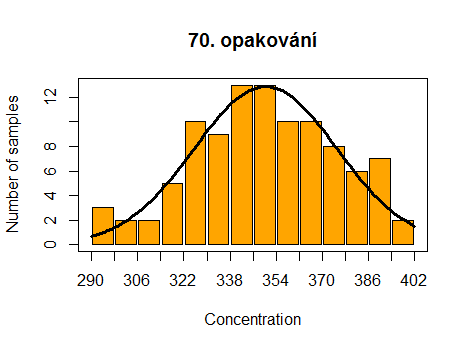 70. opakování
Number of samples
12
8
6
4
2
0
290 306 322 338 354 370 386 402
Concentration